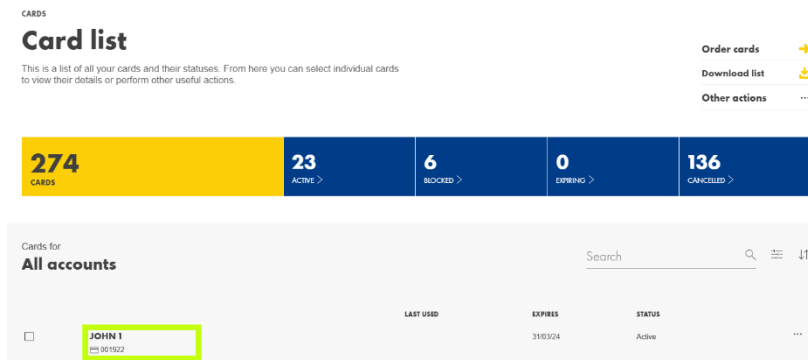 CARDS
Card list
This is a list of all your cards and their statuses. From here you can select individual cards
to view their details or perform other useful actions.
Order cards
Download list
Other actions
274
CARDS
23
ACTIVE
6
BLOCKED
0
EXPIRING
136
CANCELLED
Cards for
All accounts
Search
LAST USED EXPIRES STATUS
JOHN 1 31/03/24 Active
001922